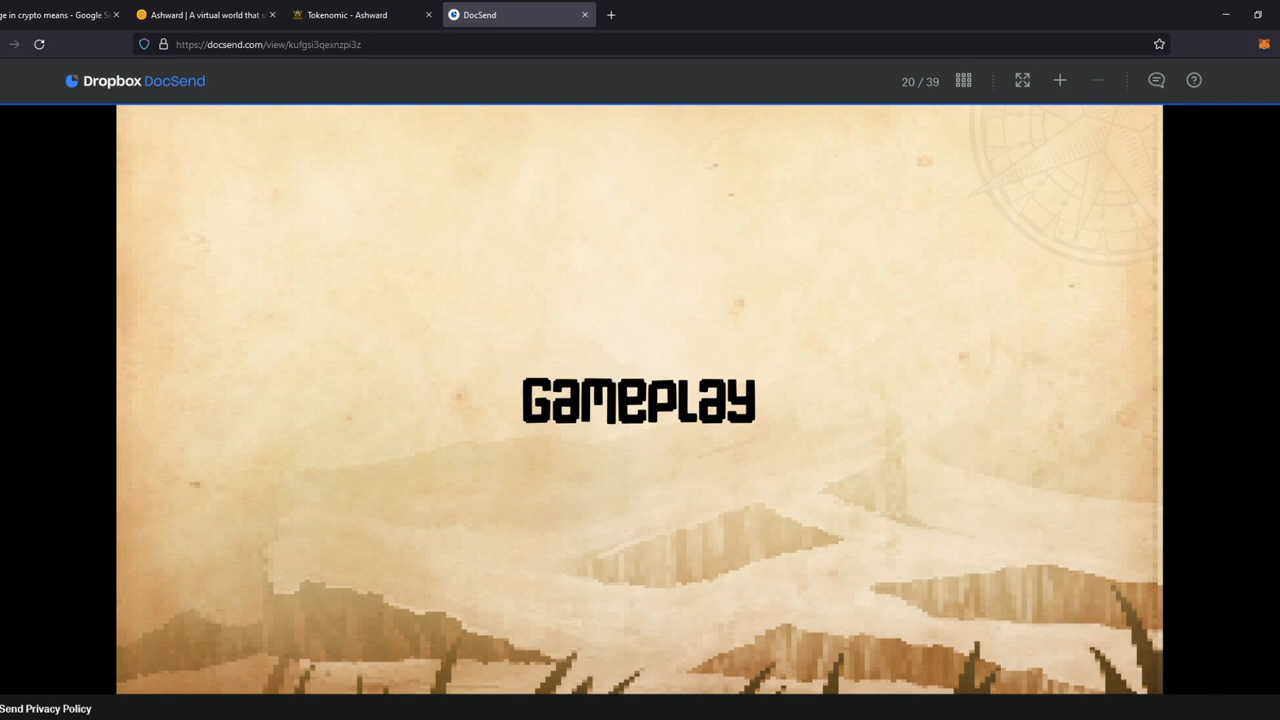 ge in crypto means - Google Se
Ashward | A virtual world that u
Tokenomic - Ashward
DocSend
https://docsend.com/view/kufgsi3qexnzpi3z
Dropbox DocSend
20 / 39
Gameplay
Send Privacy Policy